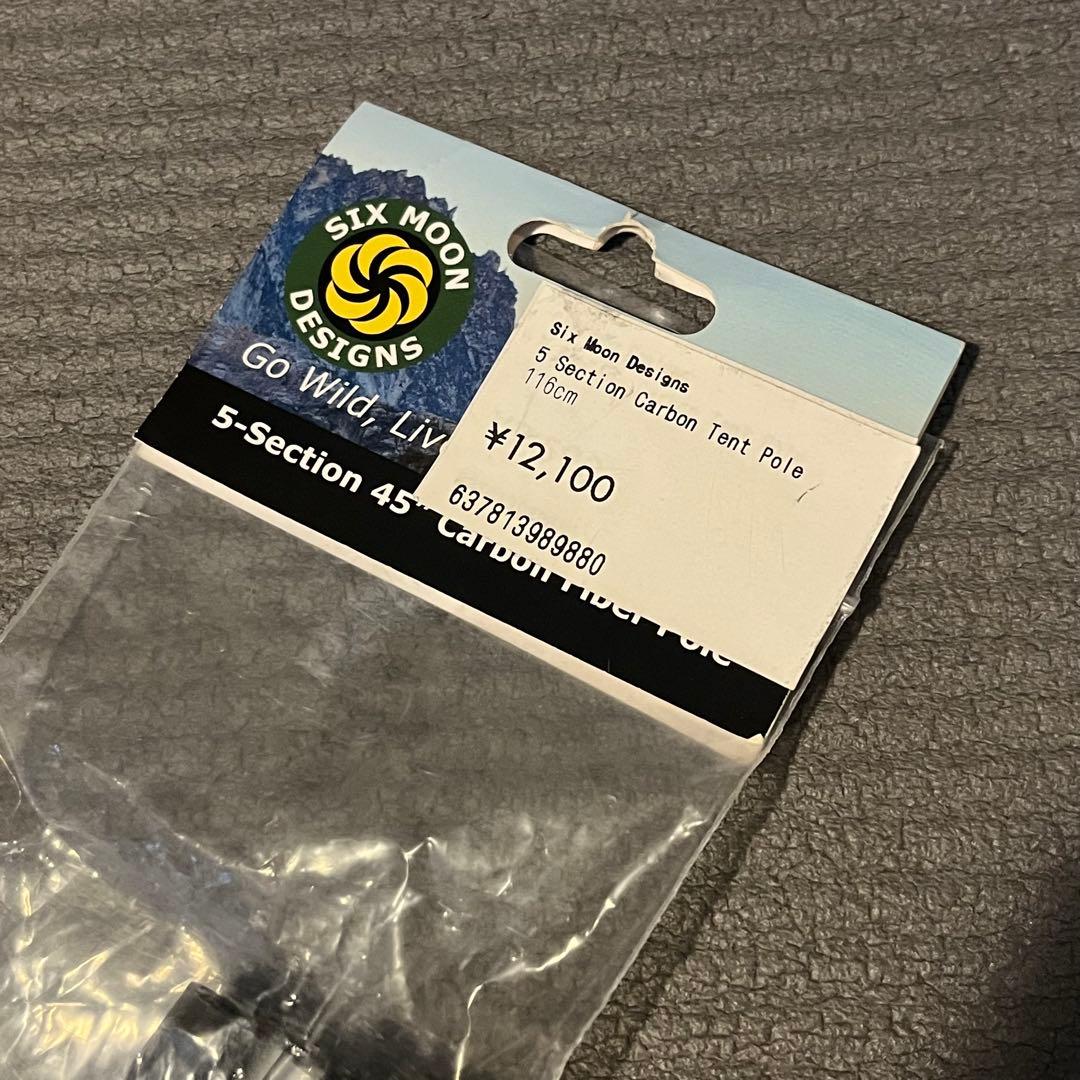 SIX MOON
DESIGNS
Go Wild, Liv
5-Section 45" Carbon Fiber Pole
Six Moon Designs
5 Section Carbon Tent Pole
116cm
¥12,100
637813989880